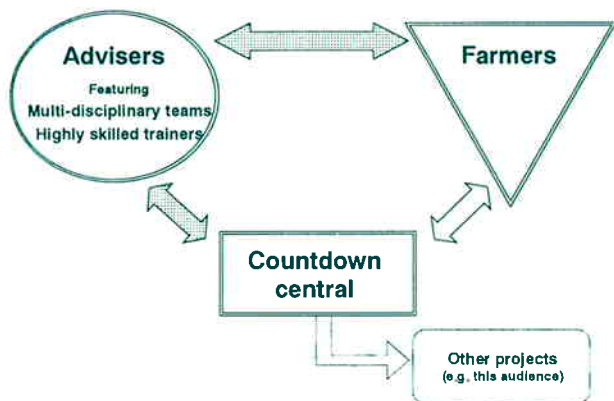 Advisers
Featuring
Multi-disciplinary teams
Highly skilled trainers
Farmers
Countdown
central
Other projects
(e.g, this audience)